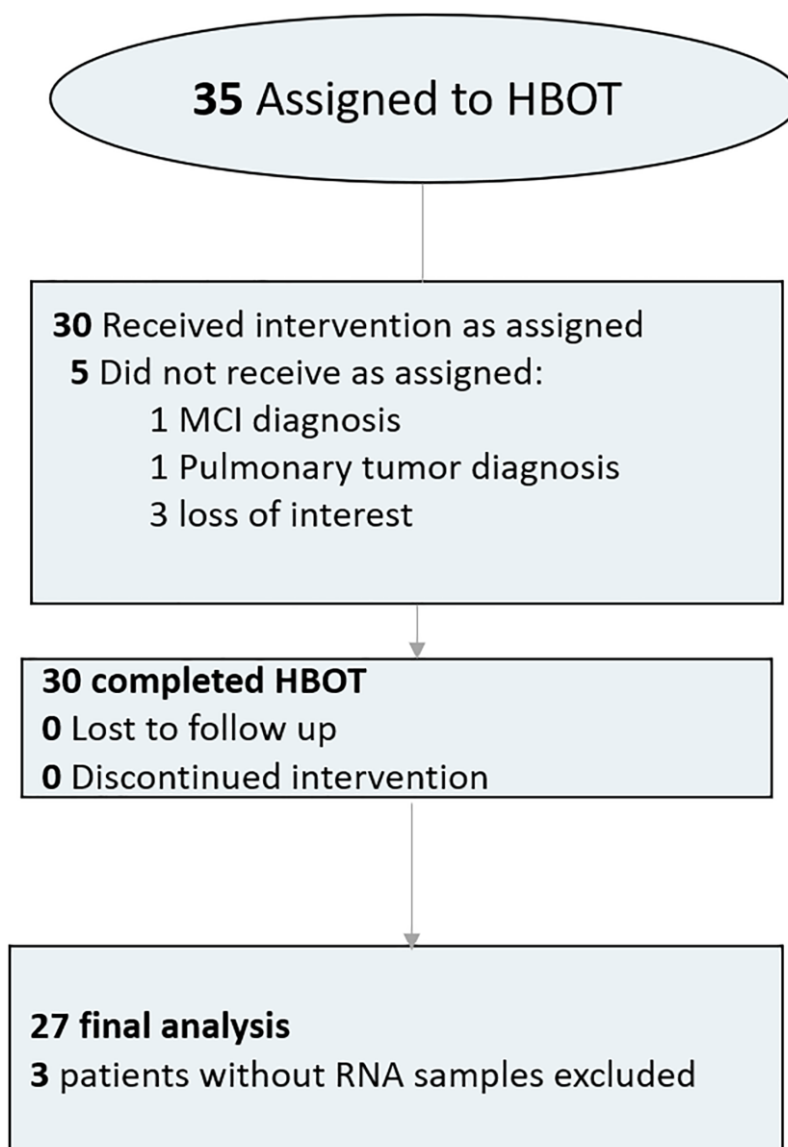 35 Assigned to HBOT
30 Received intervention as assigned
5 Did not receive as assigned:
1 MCI diagnosis
1 Pulmonary tumor diagnosis
3 loss of interest
30 completed HBOT
0 Lost to follow up
0 Discontinued intervention
27 final analysis
3 patients without RNA samples excluded